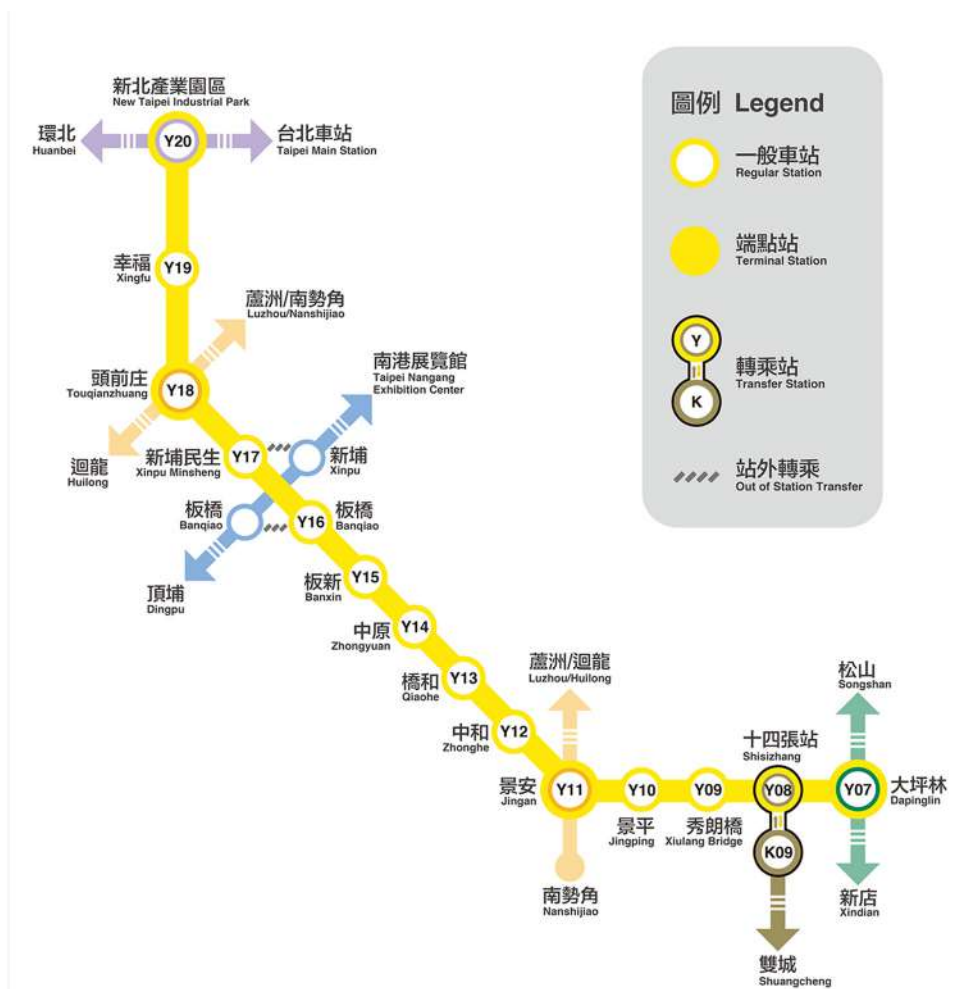 新北產業園區
New Taipei Industrial Park
環北
Huanbei
Y20
台北車站
Taipei Main Station
幸福
Xingfu
Y19
蘆洲/南勢角
Luzhou/Nanshijiao
頭前庄
Touqianzhuang
Y18
南港展覽館
Taipei Nangang
Exhibition Center
迴龍
Huilong
新埔民生
Xinpu Minsheng
Y17
新埔
Xinpu
板橋
Banqiao
Y16
板橋
Banqiao
頂埔
Dingpu
板新
Banxin
Y15
中原
Zhongyuan
Y14
橋和
Qiaohe
Y13
中和
Zhonghe
Y12
蘆洲/迴龍
Luzhou/Huilong
景安
Jingan
Y11
南勢角
Nanshijiao
Y10
景平
Jingping
Y09
秀朗橋
Xiulang Bridge
十四張站
Shisizhang
Y08
K09
雙城
Shuangcheng
松山
Songshan
Y07
大坪林
Dapinglin
新店
Xindian
圖例 Legend
一般車站
Regular Station
端點站
Terminal Station
Y
K
轉乘站
Transfer Station
站外轉乘
Out of Station Transfer